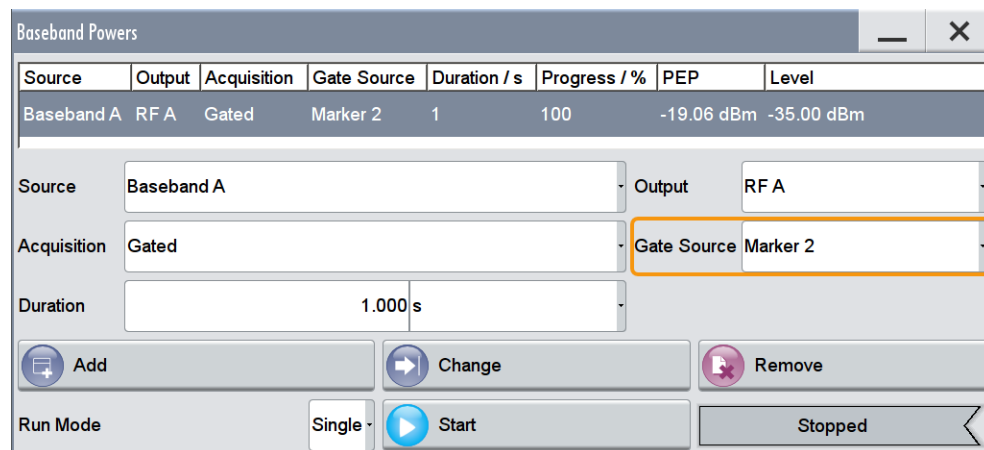 Baseband Powers
Source Output Acquisition Gate Source Duration / s Progress / % PEP Level
Baseband A RF A Gated Marker 2 1 100 -19.06 dBm -35.00 dBm
Source Baseband A Output RF A
Acquisition Gated Gate Source Marker 2
Duration 1.000 s
Add Change Remove
Run Mode Single Start Stopped